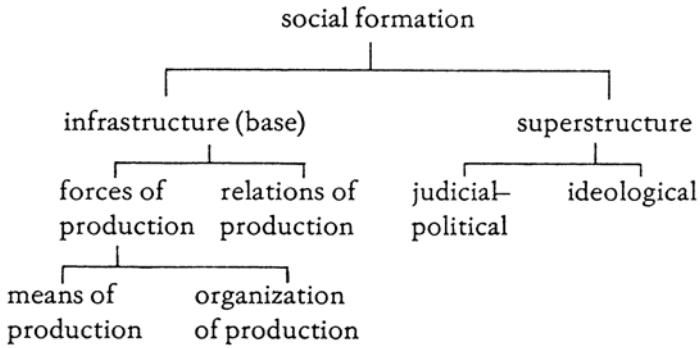 social formation
infrastructure (base)
superstructure
forces of production
relations of production
judicial–
political
ideological
means of production
organization of production